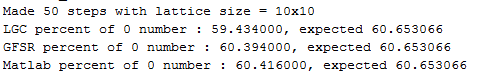 Made 50 steps with lattice size = 10x10
LGC percent of 0 number : 59.434000, expected 60.653066
GFSR percent of 0 number : 60.394000, expected 60.653066
Matlab percent of 0 number : 60.416000, expected 60.653066